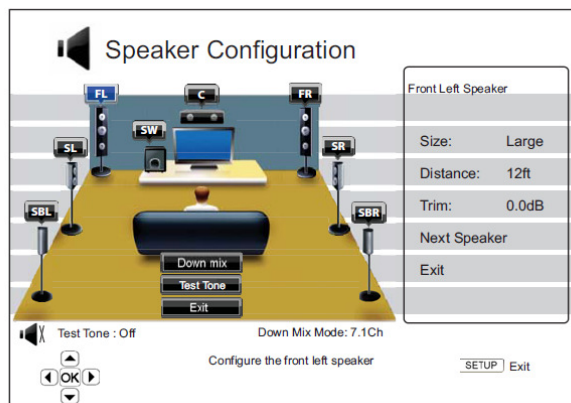 Speaker Configuration
FL
C
FR
SW
SL
SR
SBL
SBR
Down mix
Test Tone
Exit
Front Left Speaker
Size: Large
Distance: 12ft
Trim: 0.0dB
Next Speaker
Exit
Test Tone : Off
Down Mix Mode: 7.1Ch
OK
Configure the front left speaker
SETUP Exit